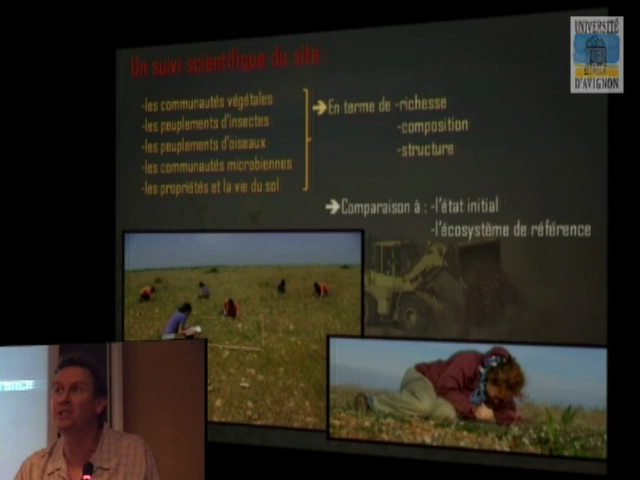 UNIVERSITÉ
D'AVIGNON
Un suivi scientifique du site :
-les communautés végétales
-les peuplements d'insectes
-les peuplements d'oiseaux
-les communautés microbiennes
-les propriétés et la vie du sol
➔En terme de -richesse
-composition
-structure
➔Comparaison à : -l'état initial
-l'écosystème de référence